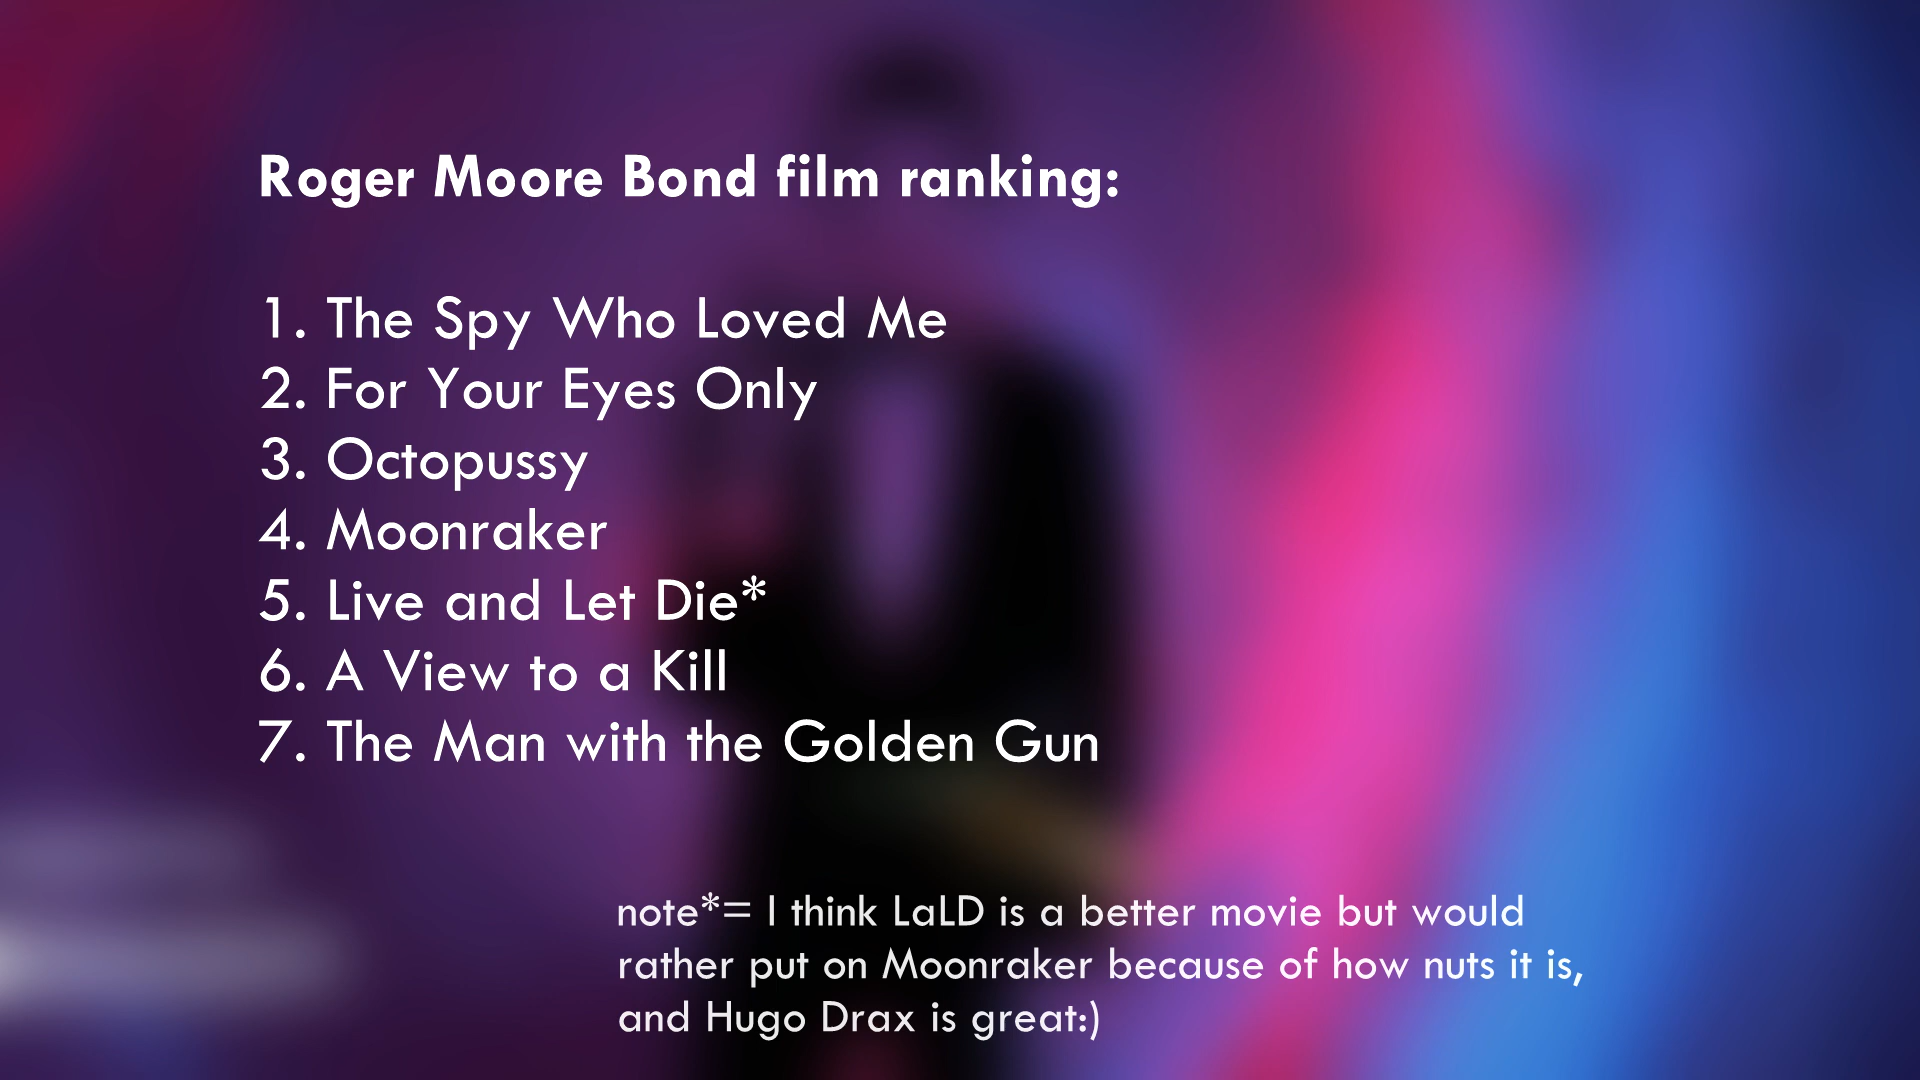 Roger Moore Bond film ranking:
1. The Spy Who Loved Me
2. For Your Eyes Only
3. Octopussy
4. Moonraker
5. Live and Let Die*
6. A View to a Kill
7. The Man with the Golden Gun
note*= I think LaLD is a better movie but would
rather put on Moonraker because of how nuts it is,
and Hugo Drax is great:)